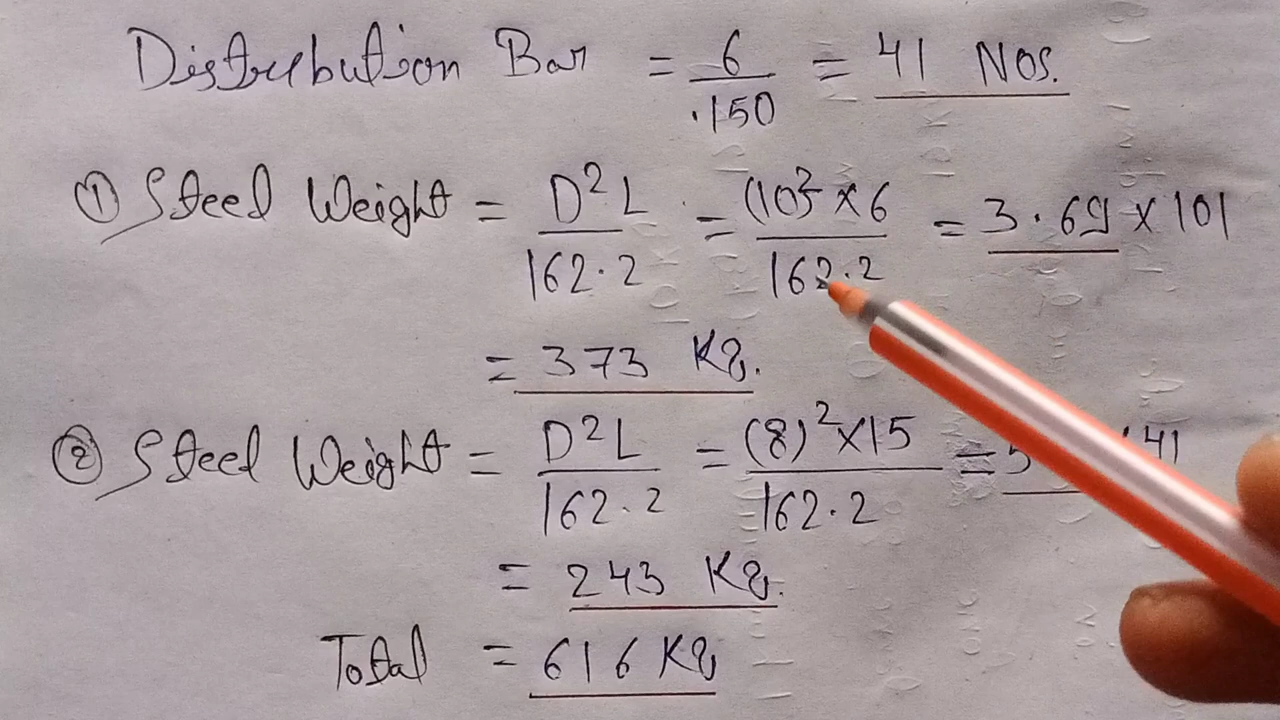 Distribution Bar = 6/.150 = 41 Nos.
① Steel Weight = D²L/162.2 = (10)² x 6/162.2 = 3.69 x 101
= 373 Kg.
② Steel Weight = D²L/162.2 = (8)² x 15/162.2 = 5 41
= 243 Kg.
Total = 616 Kg